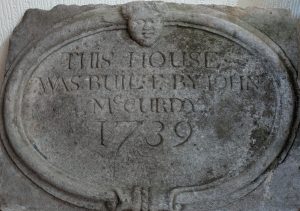 THIS HOUSE
WAS BUILT BY JOHN
McCURDY
1739